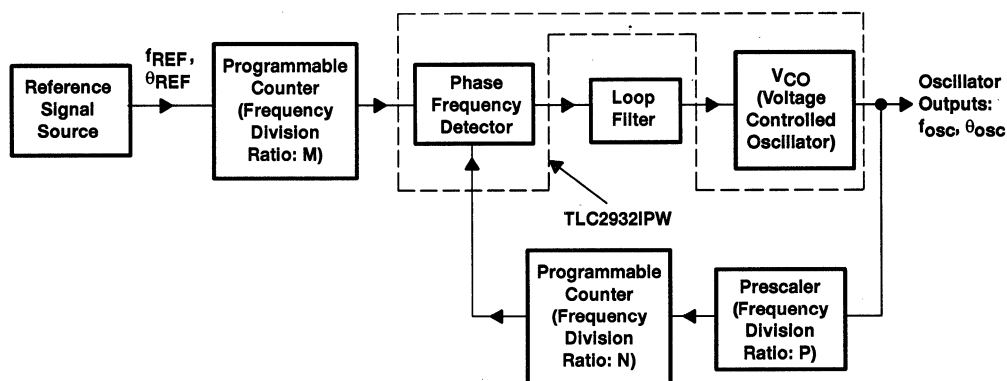 Reference
Signal
Source
fREF,
θREF
Programmable
Counter
(Frequency
Division
Ratio: M)
Phase
Frequency
Detector
Loop
Filter
VCO
(Voltage
Controlled
Oscillator)
Oscillator
Outputs:
fosc, θosc
TLC2932IPW
Programmable
Counter
(Frequency
Division
Ratio: N)
Prescaler
(Frequency
Division
Ratio: P)